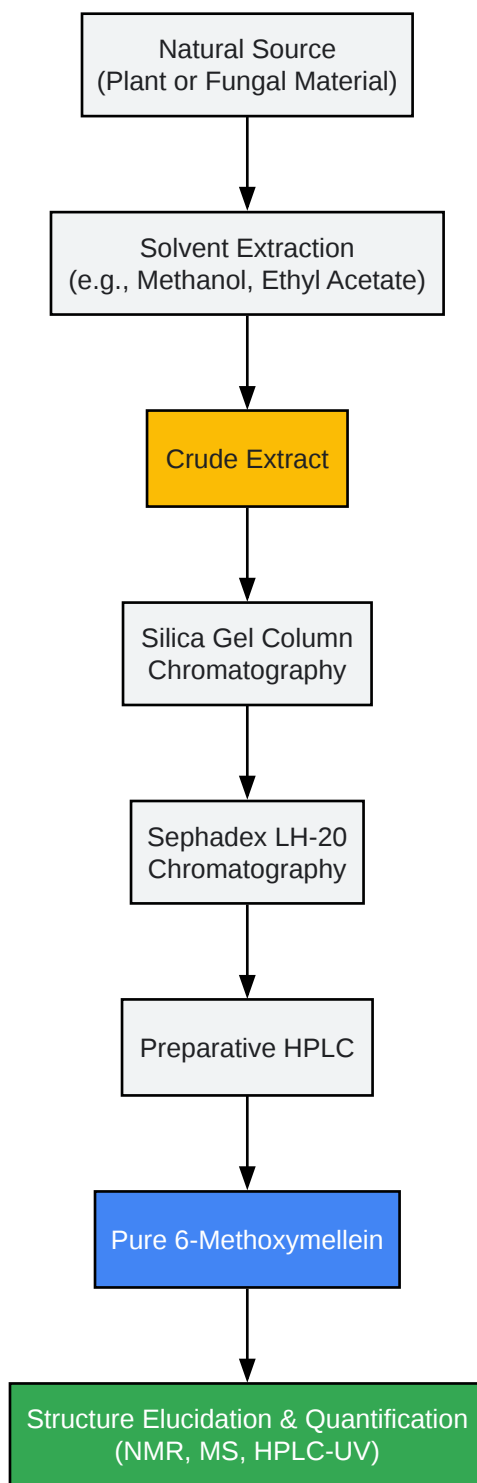 Natural Source
(Plant or Fungal Material)
Solvent Extraction
(e.g., Methanol, Ethyl Acetate)
Crude Extract
Silica Gel Column
Chromatography
Sephadex LH-20
Chromatography
Preparative HPLC
Pure 6-Methoxymellein
Structure Elucidation & Quantification
(NMR, MS, HPLC-UV)